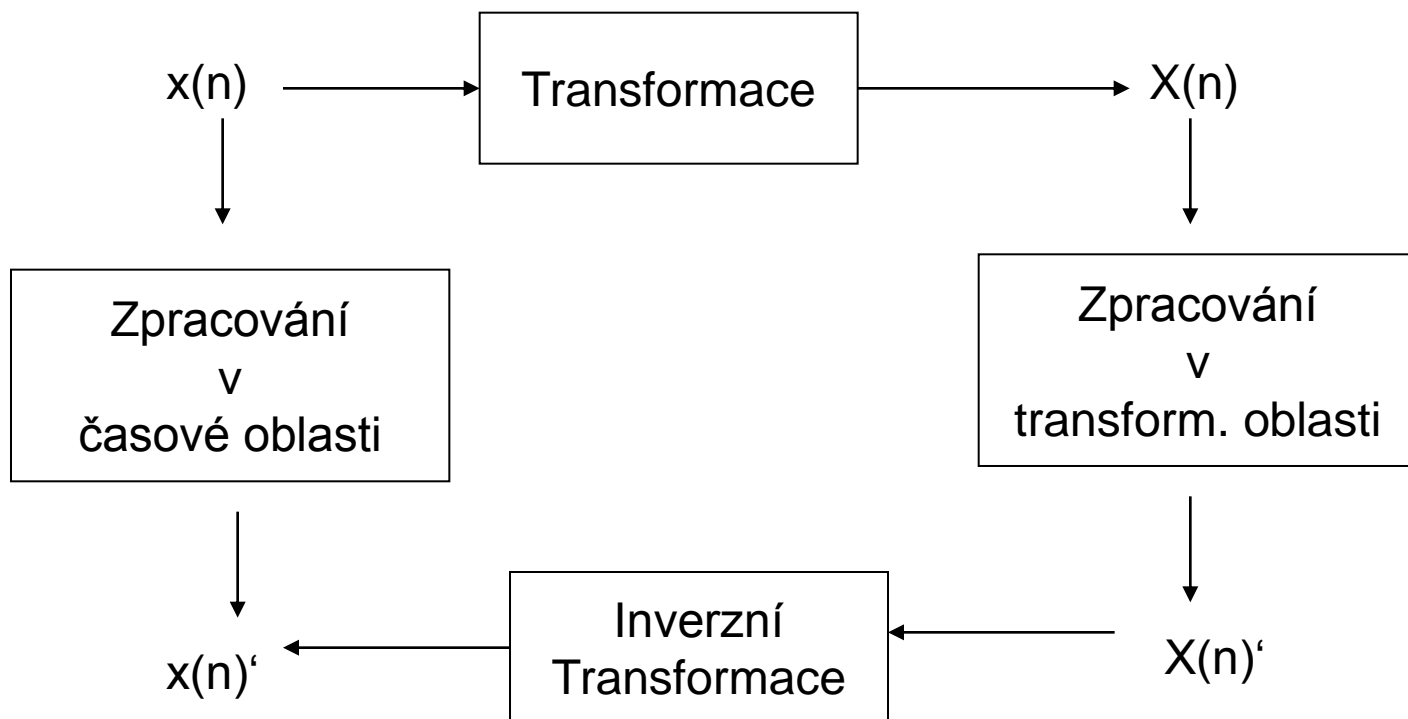 x(n)
Transformace
X(n)
Zpracování
v
časové oblasti
Zpracování
v
transform. oblasti
x(n)‘
Inverzní
Transformace
X(n)‘